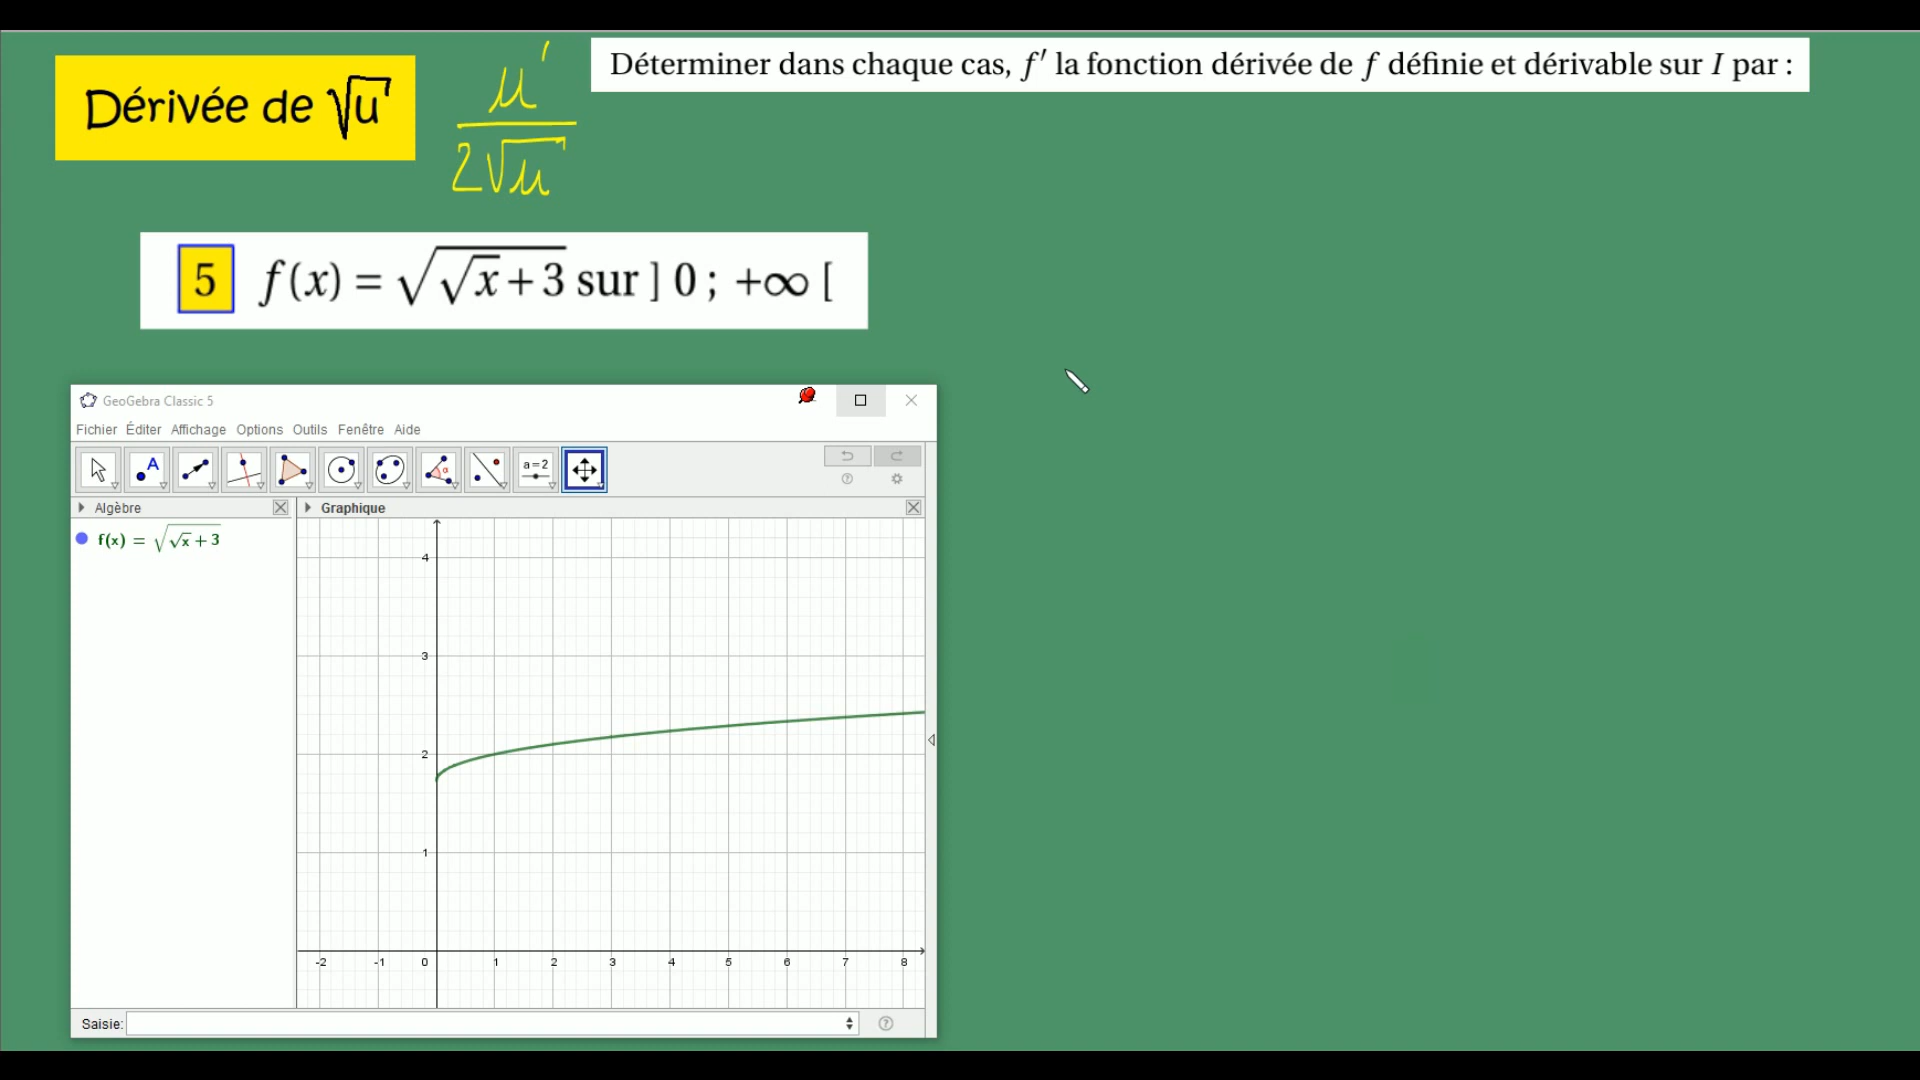 Dérivée de √u
u'
2√u
Déterminer dans chaque cas, f′ la fonction dérivée de f définie et dérivable sur I par :
5 f(x) = √(√x + 3) sur ] 0 ; +∞ [
GeoGebra Classic 5
Fichier Éditer Affichage Options Outils Fenêtre Aide
A
α
a=2
Algèbre
Graphique
f(x) = √(√x + 3)
4
3
2
1
-2 -1 0 1 2 3 4 5 6 7 8
Saisie: